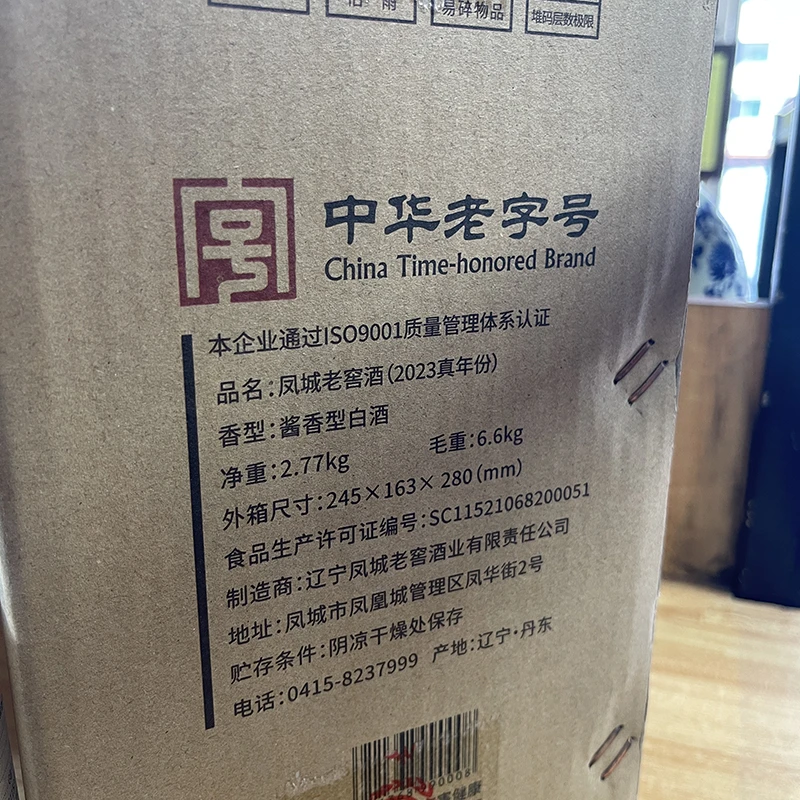 怕 雨
易碎物品
堆码层数极限
中华老字号
China Time-honored Brand
本企业通过ISO9001质量管理体系认证
品名:凤城老窖酒(2023真年份)
香型:酱香型白酒
净重:2.77kg 毛重:6.6kg
外箱尺寸:245×163×280(mm)
食品生产许可证编号:SC11521068200051
制造商:辽宁凤城老窖酒业有限责任公司
地址:凤城市凤凰城管理区凤华街2号
贮存条件:阴凉干燥处保存
电话:0415-8237999 产地:辽宁·丹东
90008
健康